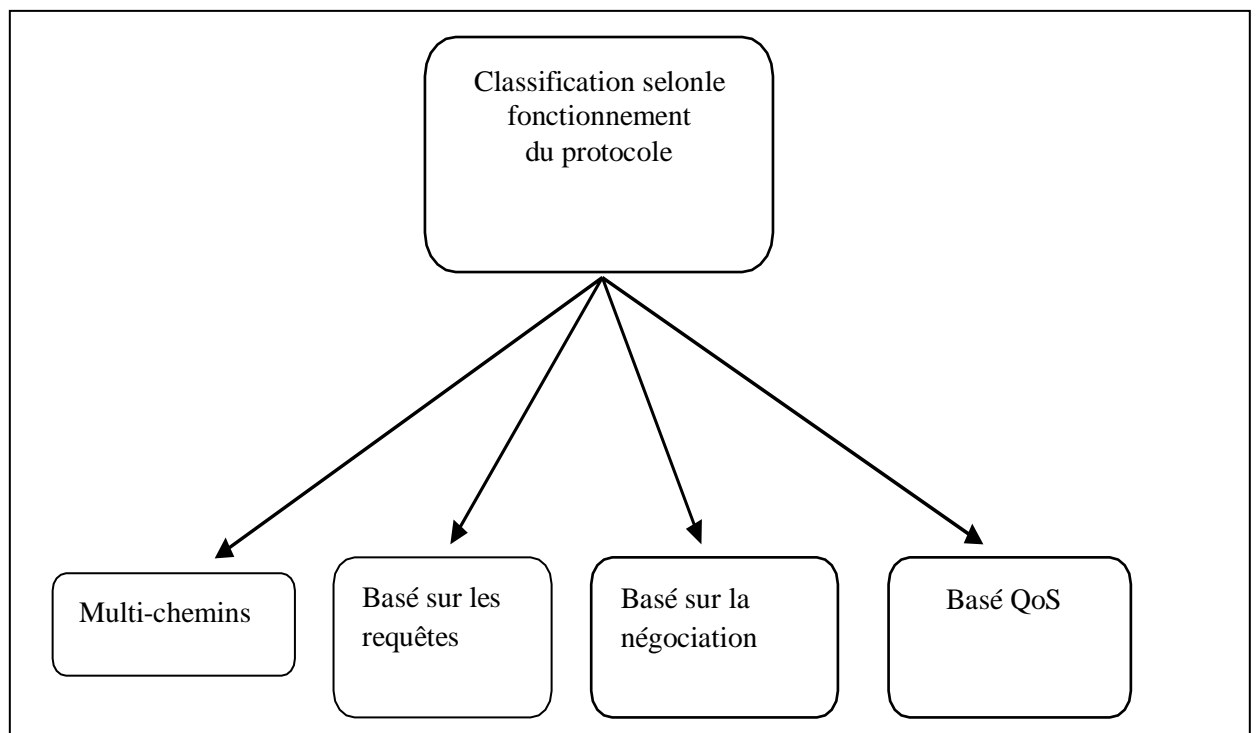 Classification selonle
fonctionnement
du protocole
Multi-chemins
Basé sur les
requêtes
Basé sur la
négociation
Basé QoS